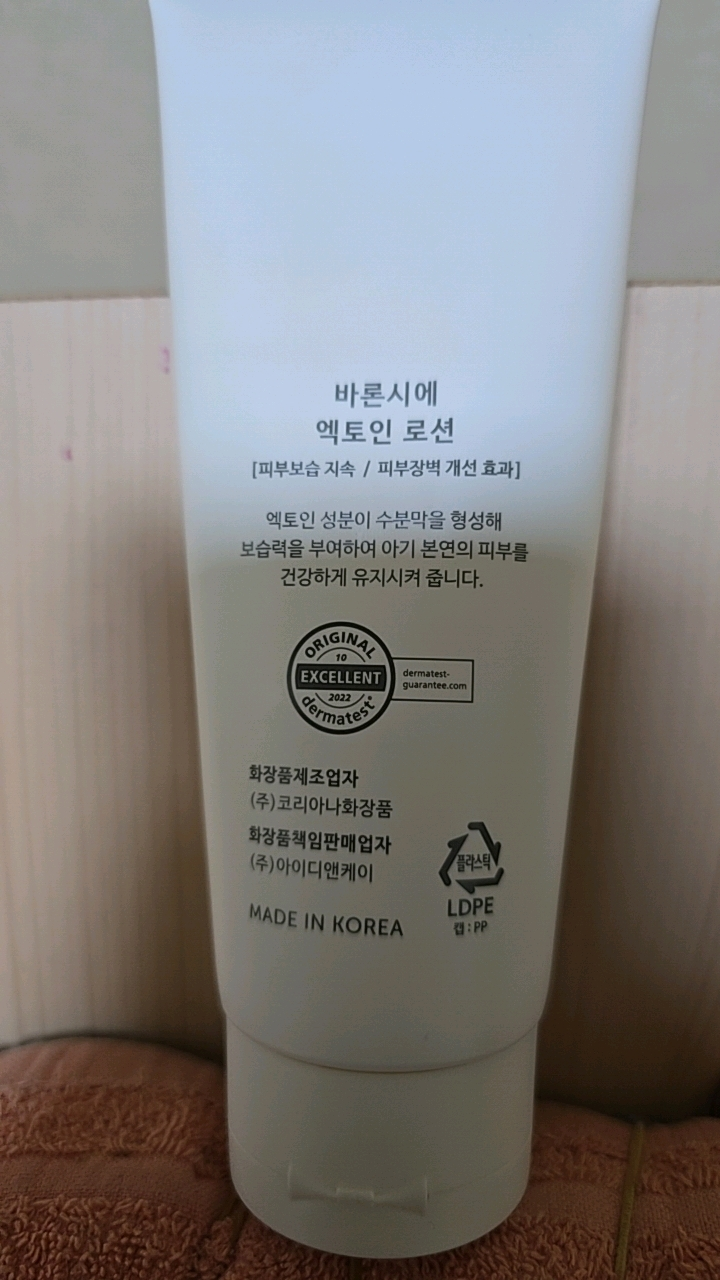 바론시에
엑토인 로션
[피부보습 지속 / 피부장벽 개선 효과]
엑토인 성분이 수분막을 형성해
보습력을 부여하여 아기 본연의 피부를
건강하게 유지시켜 줍니다.
ORIGINAL
10
EXCELLENT
2022
dermatest®
dermatest-
guarantee.com
화장품제조업자
(주)코리아나화장품
화장품책임판매업자
(주)아이디앤케이
MADE IN KOREA
플라스틱
LDPE
캡 : PP